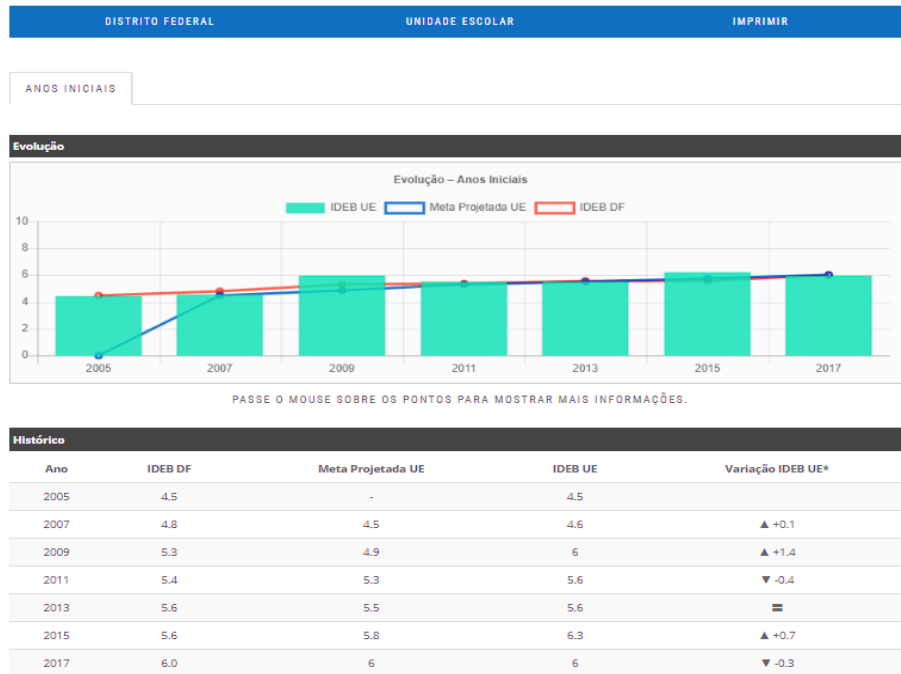 DISTRITO FEDERAL UNIDADE ESCOLAR IMPRIMIR
ANOS INICIAIS
Evolução
Evolução – Anos Iniciais
IDEB UE Meta Projetada UE IDEB DF
10
8
6
4
2
0
2005 2007 2009 2011 2013 2015 2017
PASSE O MOUSE SOBRE OS PONTOS PARA MOSTRAR MAIS INFORMAÇÕES.
Histórico
Ano IDEB DF Meta Projetada UE IDEB UE Variação IDEB UE*
2005 4.5 - 4.5
2007 4.8 4.5 4.6 ▲ +0.1
2009 5.3 4.9 6 ▲ +1.4
2011 5.4 5.3 5.6 ▼ -0.4
2013 5.6 5.5 5.6 =
2015 5.6 5.8 6.3 ▲ +0.7
2017 6.0 6 6 ▼ -0.3